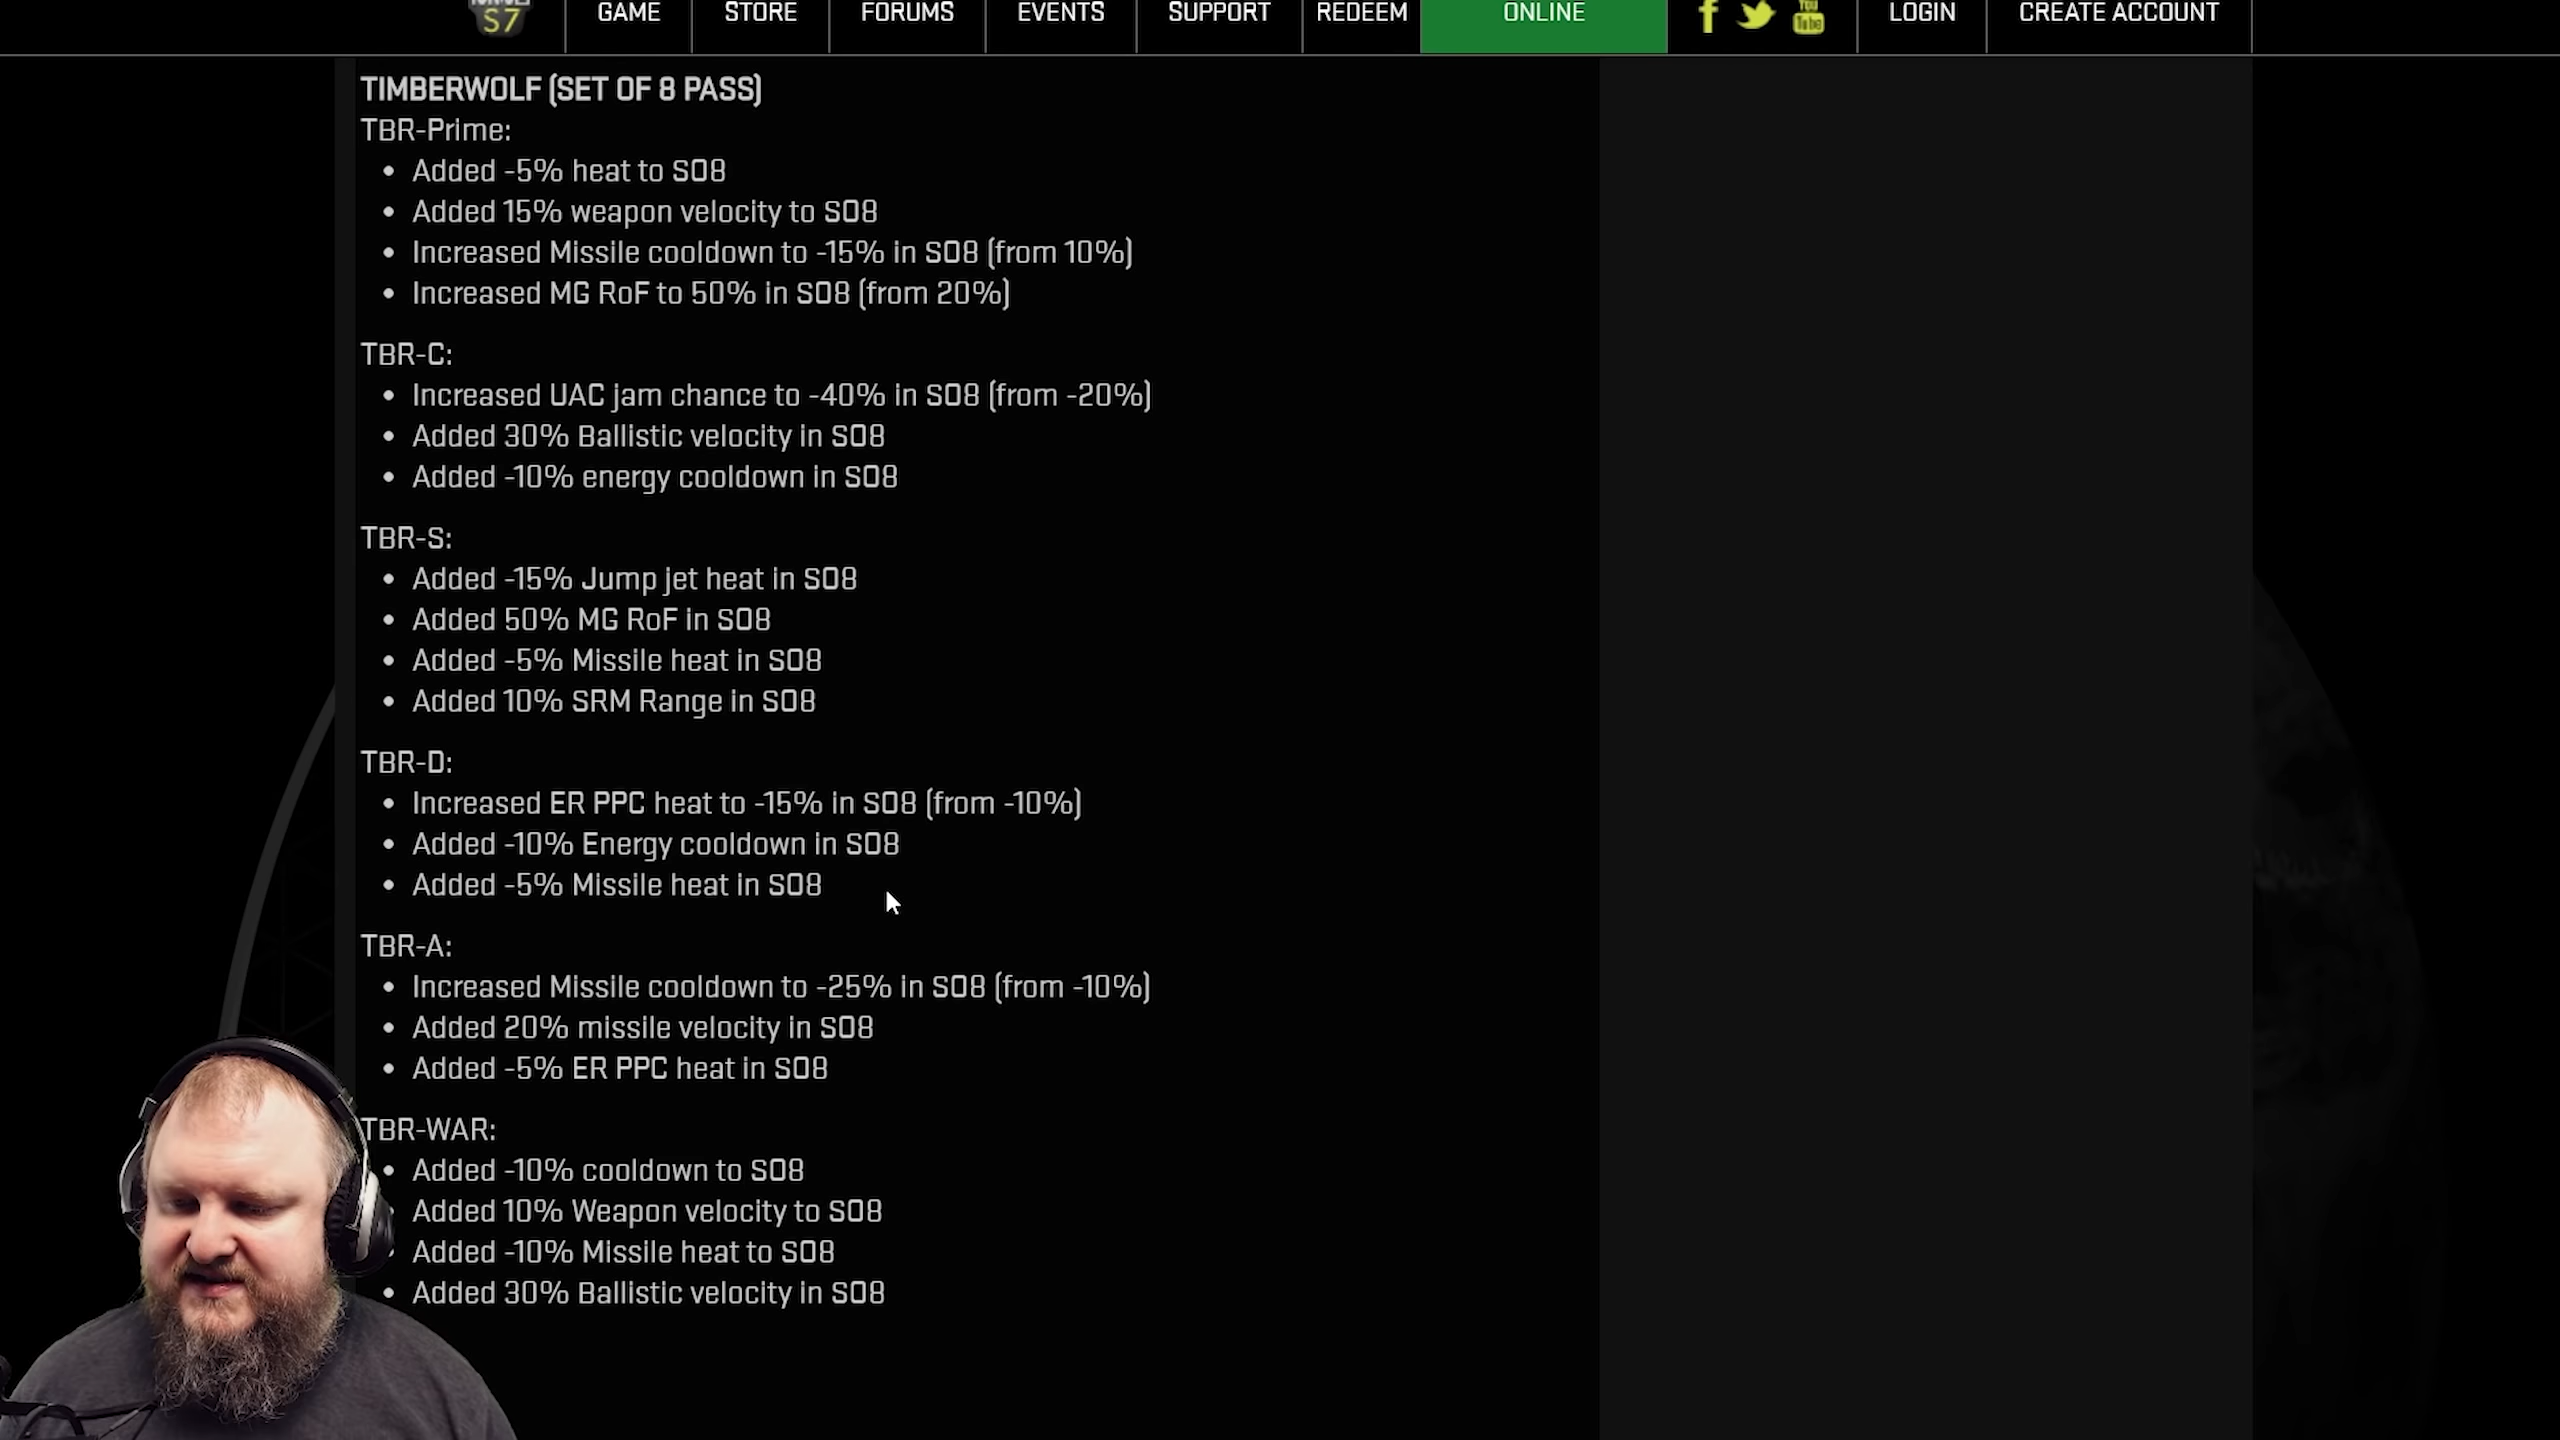 S7
GAME
STORE
FORUMS
EVENTS
SUPPORT
REDEEM
ONLINE
f
You
Tube
LOGIN
CREATE ACCOUNT
TIMBERWOLF (SET OF 8 PASS)
TBR-Prime:
• Added -5% heat to SO8
• Added 15% weapon velocity to SO8
• Increased Missile cooldown to -15% in SO8 (from 10%)
• Increased MG RoF to 50% in SO8 (from 20%)
TBR-C:
• Increased UAC jam chance to -40% in SO8 (from -20%)
• Added 30% Ballistic velocity in SO8
• Added -10% energy cooldown in SO8
TBR-S:
• Added -15% Jump jet heat in SO8
• Added 50% MG RoF in SO8
• Added -5% Missile heat in SO8
• Added 10% SRM Range in SO8
TBR-D:
• Increased ER PPC heat to -15% in SO8 (from -10%)
• Added -10% Energy cooldown in SO8
• Added -5% Missile heat in SO8
TBR-A:
• Increased Missile cooldown to -25% in SO8 (from -10%)
• Added 20% missile velocity in SO8
• Added -5% ER PPC heat in SO8
TBR-WAR:
• Added -10% cooldown to SO8
• Added 10% Weapon velocity to SO8
• Added -10% Missile heat to SO8
• Added 30% Ballistic velocity in SO8